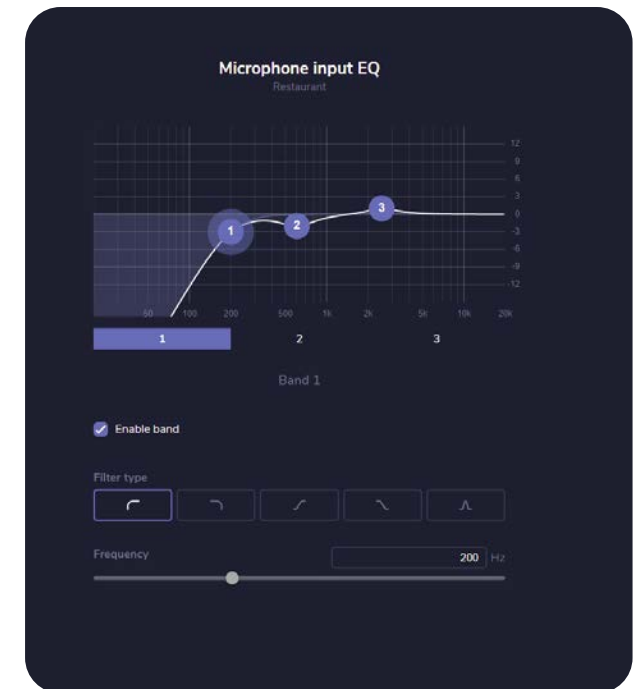 Microphone input EQ
Restaurant
12
9
6
3
0
-3
-6
-9
-12
1
2
3
50 100 200 500 1k 2k 5k 10k 20k
1 2 3
Band 1
Enable band
Filter type
Frequency 200 Hz